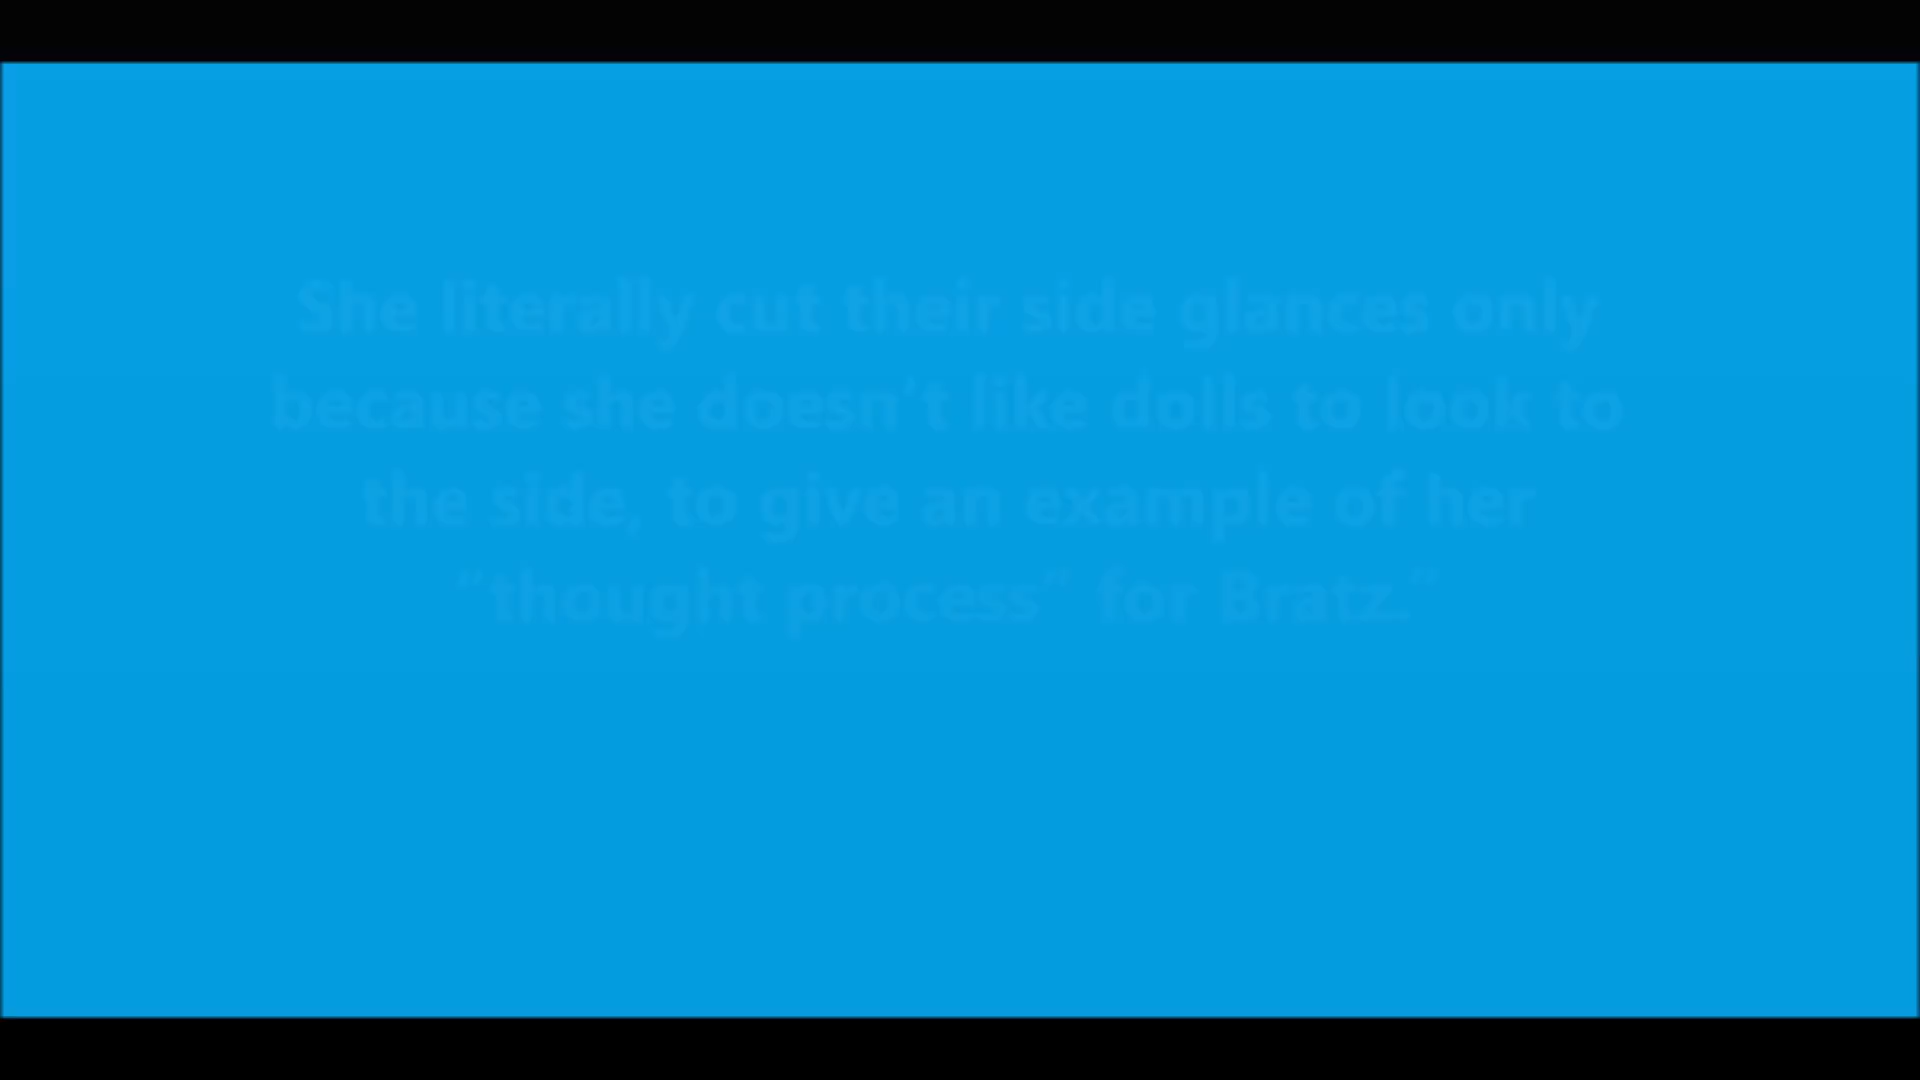 She literally cut their side glances only
because she doesn’t like dolls to look to
the side, to give an example of her
“thought process” for Bratz.”